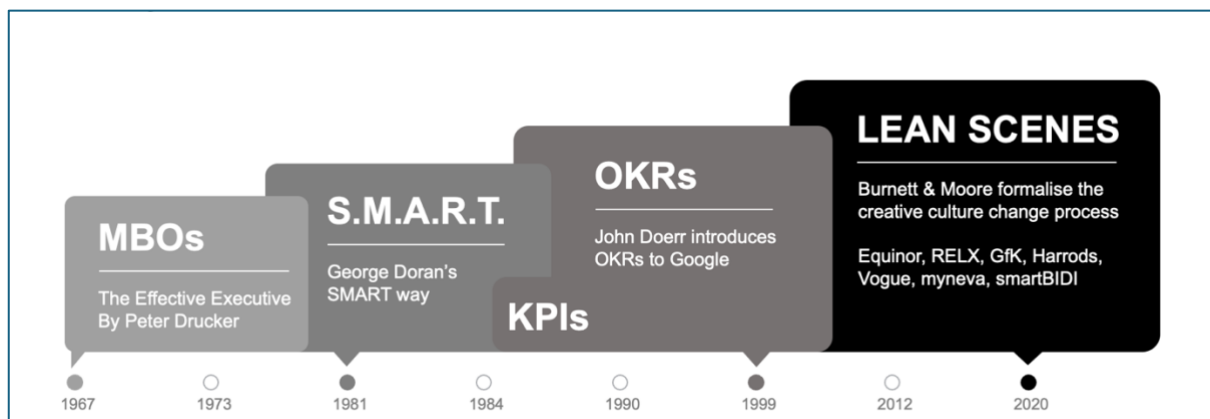 MBOs
The Effective Executive
By Peter Drucker
S.M.A.R.T.
George Doran’s
SMART way
KPIs
OKRs
John Doerr introduces
OKRs to Google
LEAN SCENES
Burnett & Moore formalise the
creative culture change process
Equinor, RELX, GfK, Harrods,
Vogue, myneva, smartBIDI
1967 1973 1981 1984 1990 1999 2012 2020